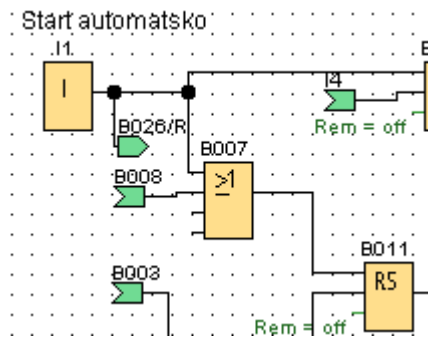 Start automatsko
I1
I
I4
B026/R
Rem = off
B007
B008
≥1
B011
B003
RS
Rem = off